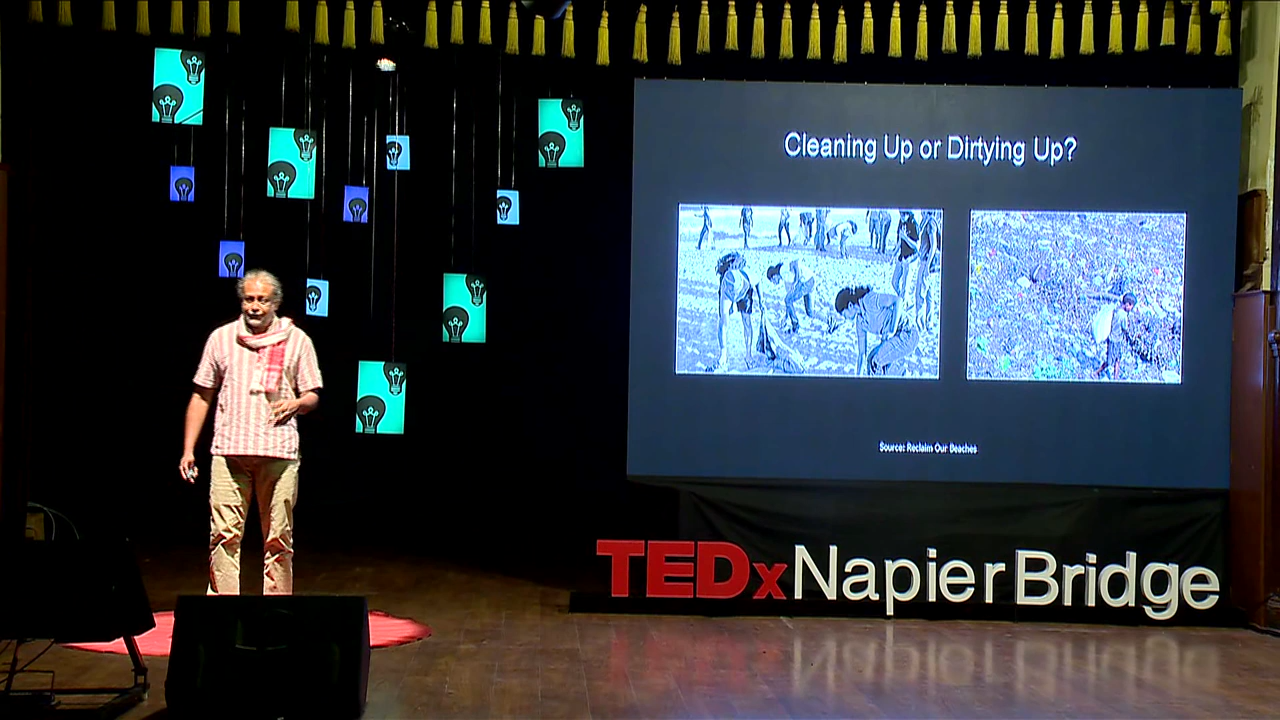 Cleaning Up or Dirtying Up?
Source: Reclaim Our Beaches
TEDxNapierBridge